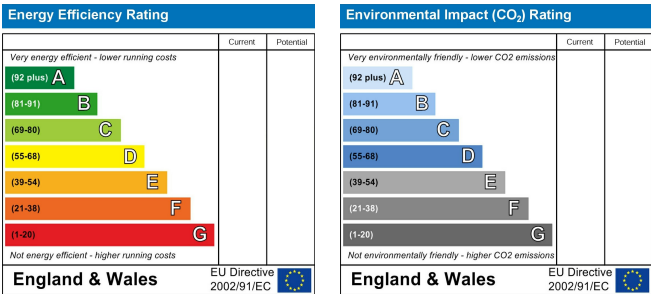 Energy Efficiency Rating
Current Potential
Very energy efficient - lower running costs
(92 plus) A
(81-91) B
(69-80) C
(55-68) D
(39-54) E
(21-38) F
(1-20) G
Not energy efficient - higher running costs
England & Wales
EU Directive
2002/91/EC
Environmental Impact (CO₂) Rating
Current Potential
Very environmentally friendly - lower CO2 emissions
(92 plus) A
(81-91) B
(69-80) C
(55-68) D
(39-54) E
(21-38) F
(1-20) G
Not environmentally friendly - higher CO2 emissions
England & Wales
EU Directive
2002/91/EC